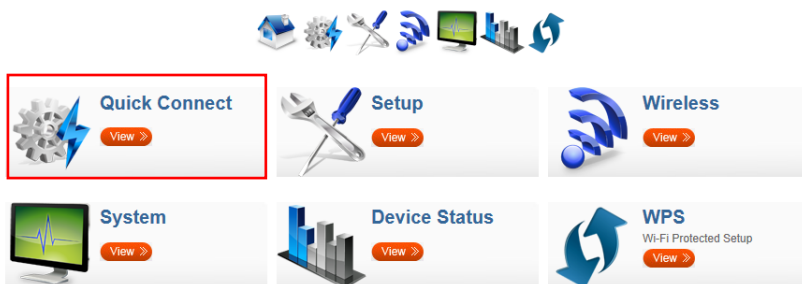 Quick Connect
View »
Setup
View »
Wireless
View »
System
View »
Device Status
View »
WPS
Wi-Fi Protected Setup
View »